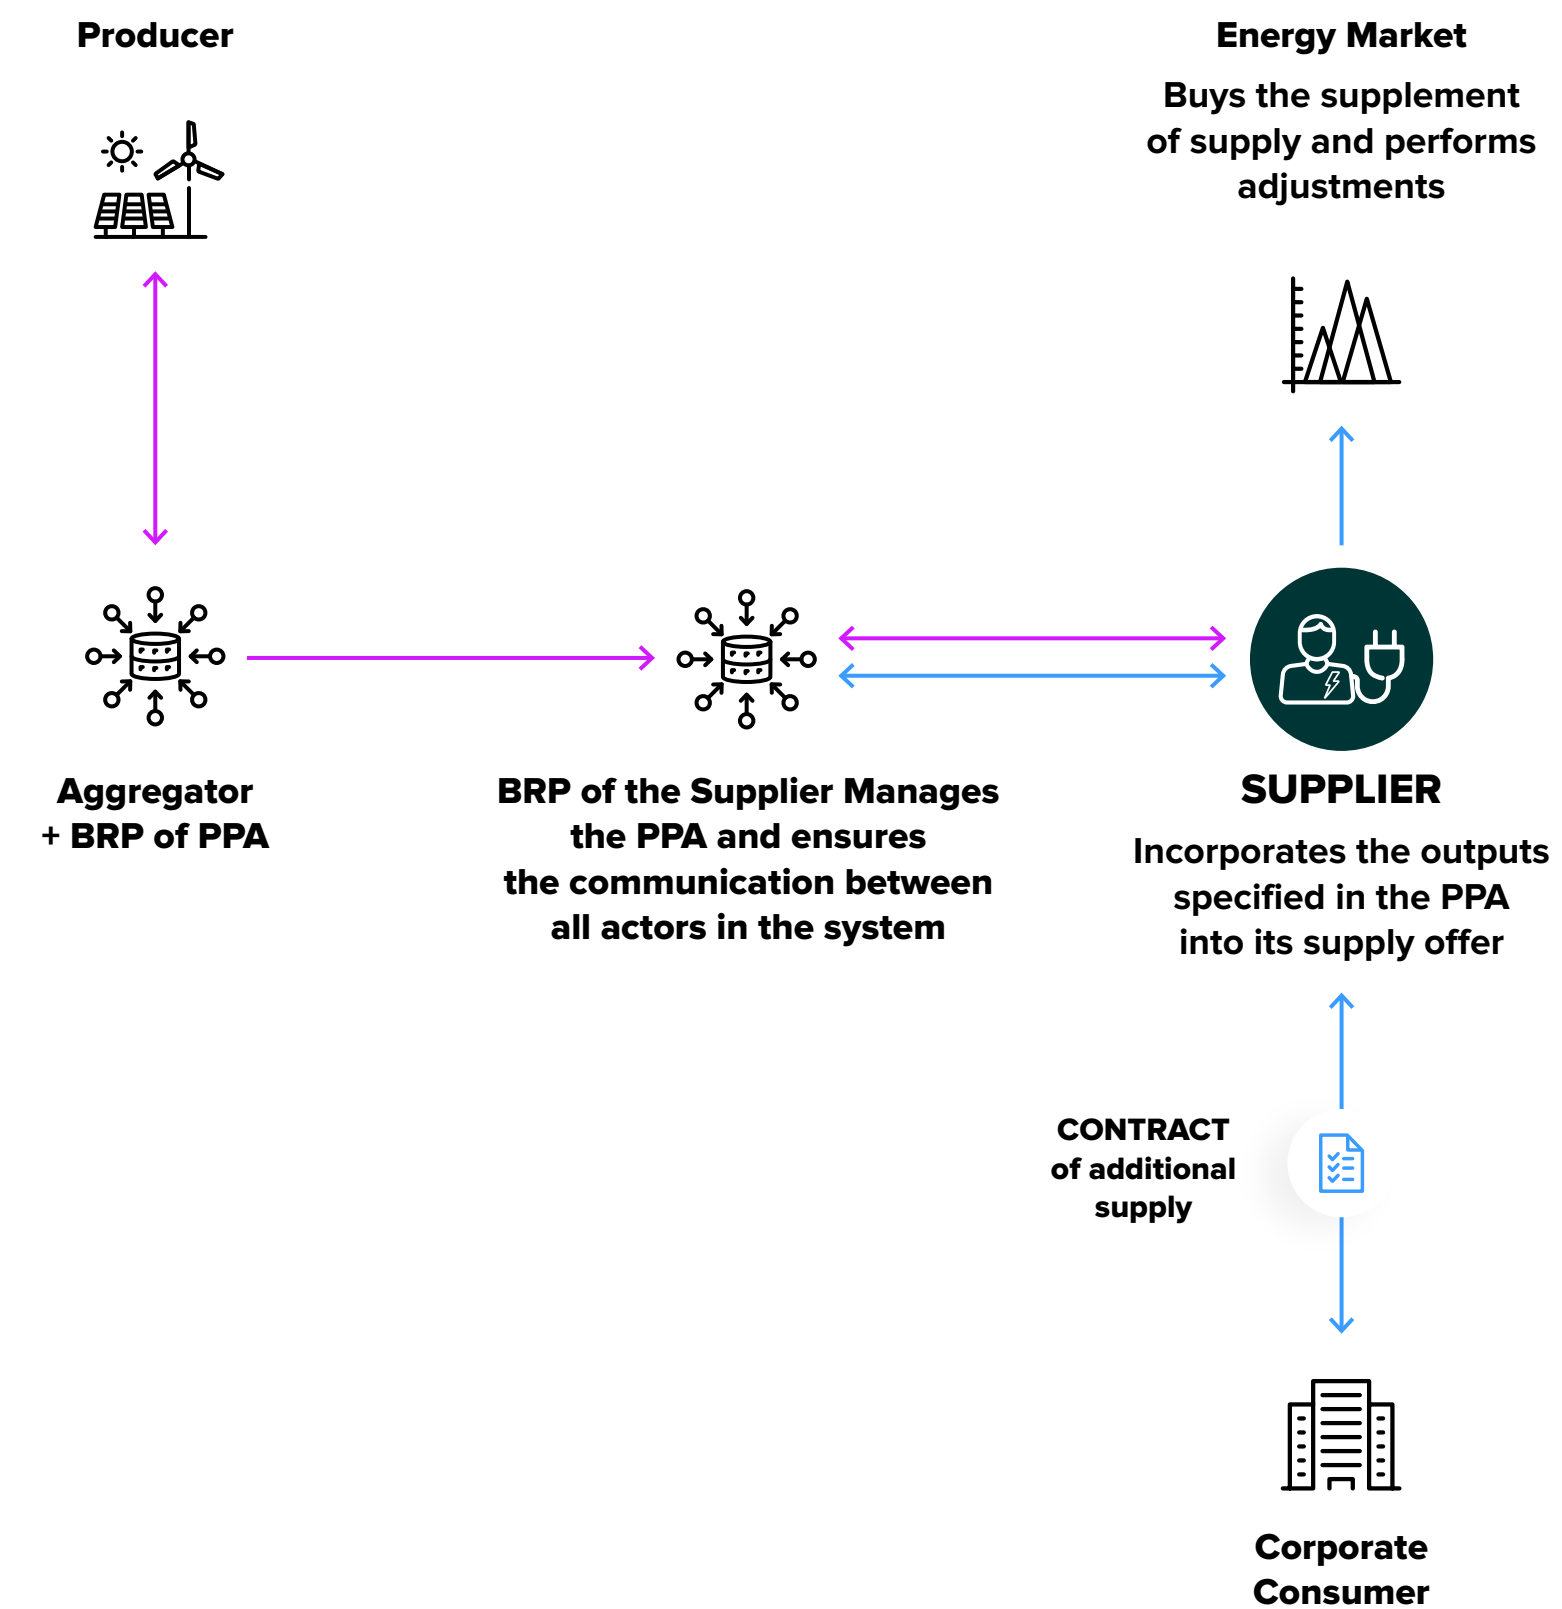 Producer
Energy Market
Buys the supplement
of supply and performs
adjustments
Aggregator
+ BRP of PPA
BRP of the Supplier Manages
the PPA and ensures
the communication between
all actors in the system
SUPPLIER
Incorporates the outputs
specified in the PPA
into its supply offer
CONTRACT
of additional
supply
Corporate
Consumer